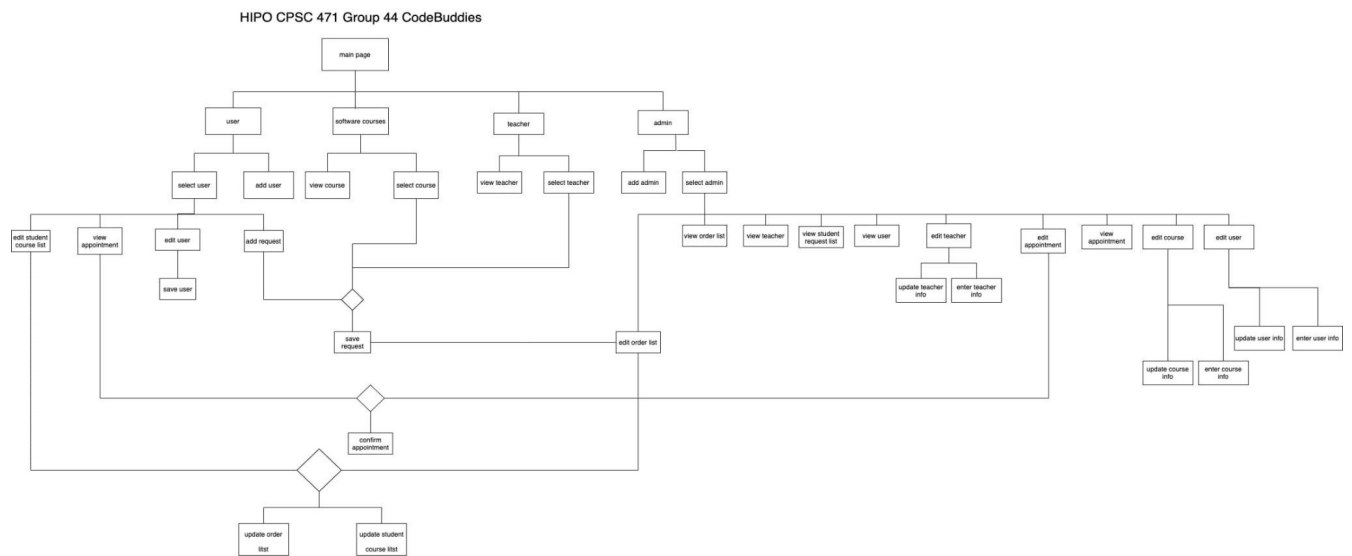 HIPO CPSC 471 Group 44 CodeBuddies
main page
user
software courses
teacher
admin
select user
add user
view course
select course
view teacher
select teacher
add admin
select admin
edit student
course list
view
appointment
edit user
add request
view order list
view teacher
view student
request list
view user
edit teacher
edit
appointment
view
appointment
edit course
edit user
save user
update teacher
info
enter teacher
info
save
request
edit order list
update user info
enter user info
update course
info
enter course
info
confirm
appointment
update order
litst
update student
course litst